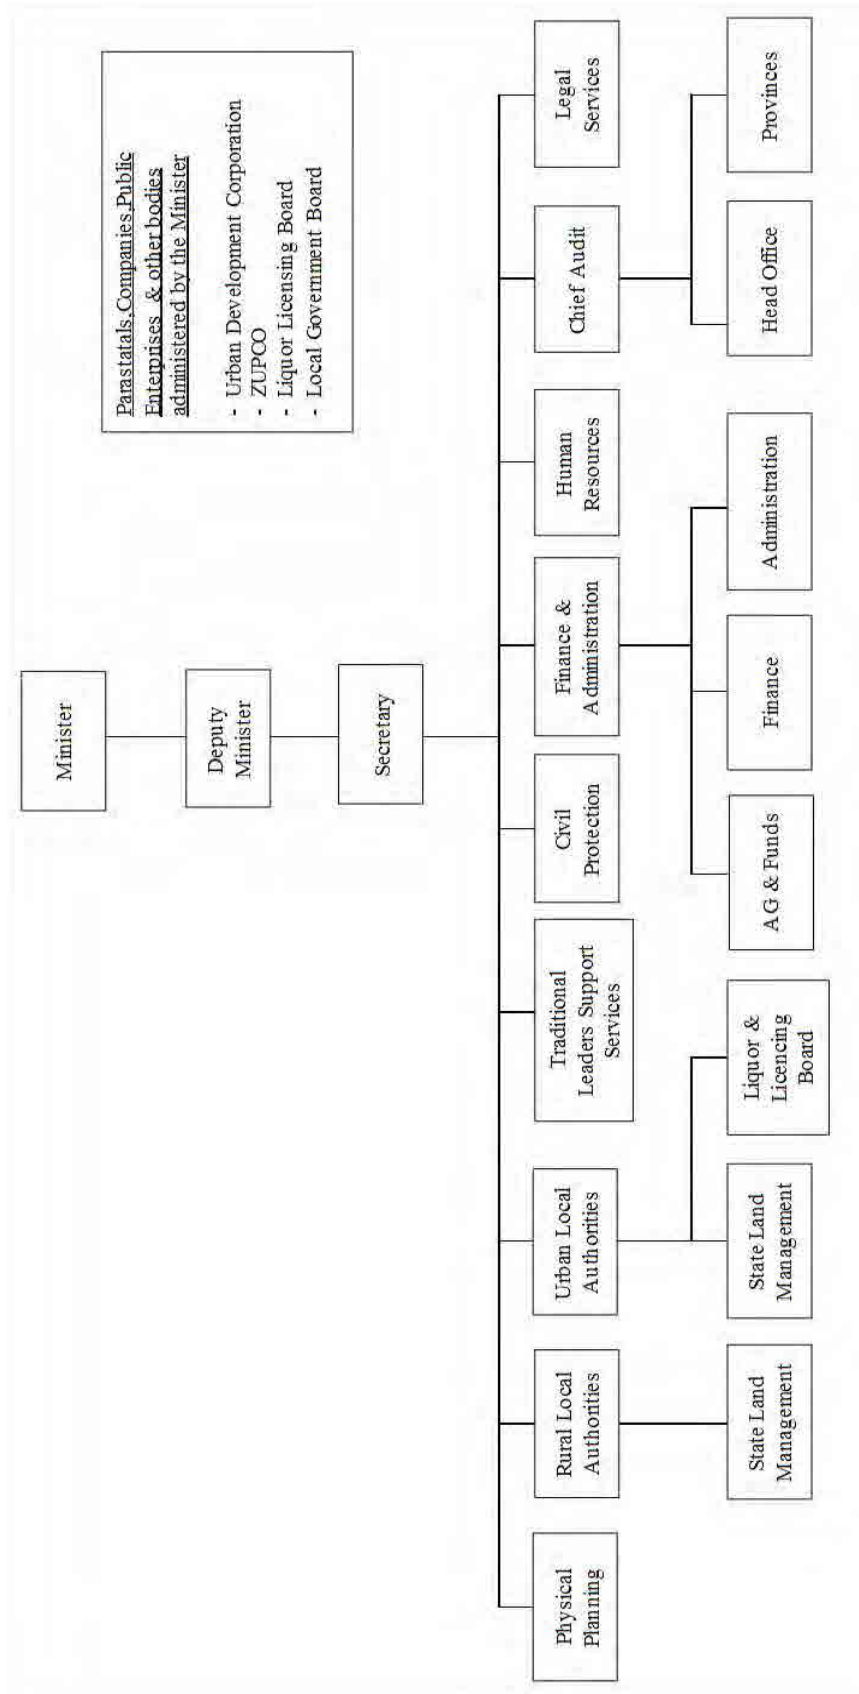 Minister
Parastatals,Companies,Public
Enterprises & other bodies
administered by the Minister
- Urban Development Corporation
- ZUPCO
- Liquor Licensing Board
- Local Government Board
Deputy
Minister
Secretary
Physical
Planning
Rural Local
Authorities
Urban Local
Authorities
Traditional
Leaders Support
Services
Civil
Protection
Finance &
Administration
Human
Resources
Chief Audit
Legal
Services
State Land
Management
State Land
Management
Liquor &
Licencing
Board
AG & Funds
Finance
Administration
Head Office
Provinces